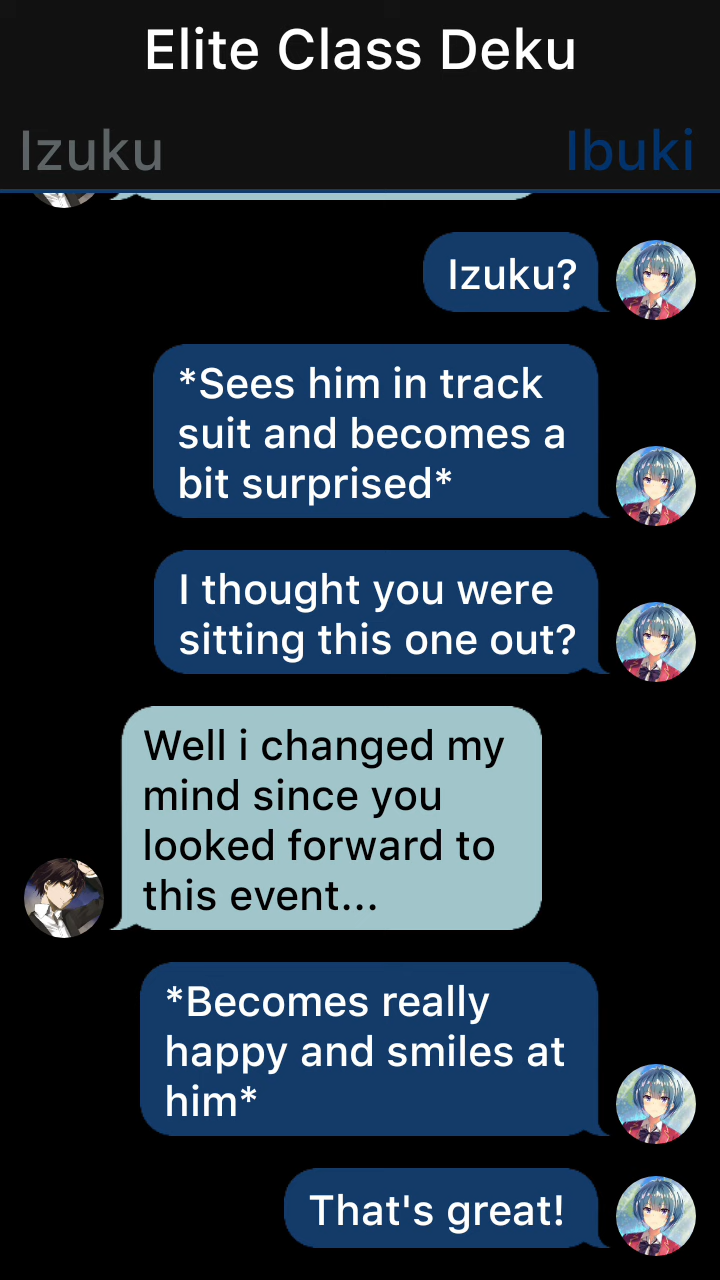 Elite Class Deku
Izuku
Ibuki
Izuku?
*Sees him in track
suit and becomes a
bit surprised*
I thought you were
sitting this one out?
Well i changed my
mind since you
looked forward to
this event...
*Becomes really
happy and smiles at
him*
That's great!